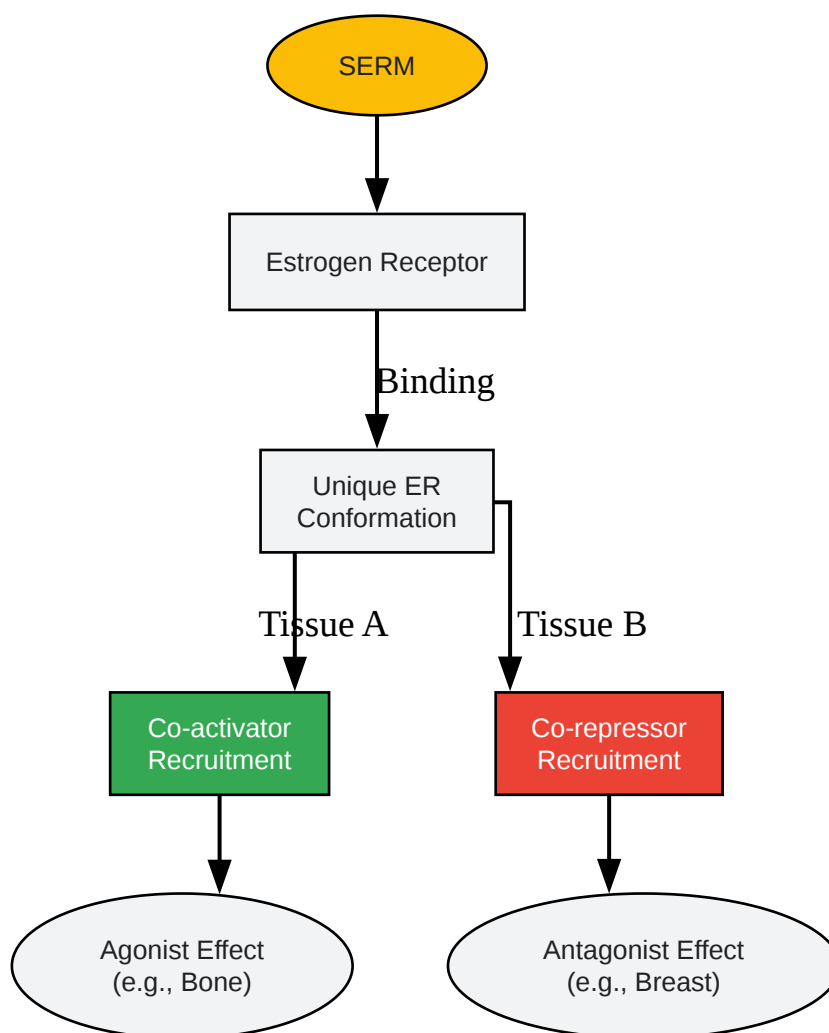 SERM
Estrogen Receptor
Binding
Unique ER
Conformation
Tissue A
Tissue B
Co-activator
Recruitment
Co-repressor
Recruitment
Agonist Effect
(e.g., Bone)
Antagonist Effect
(e.g., Breast)